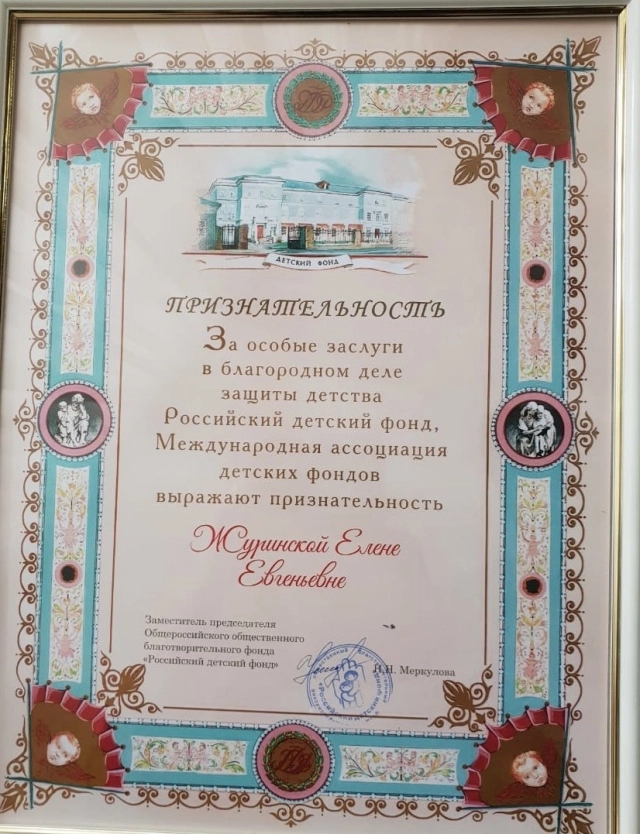 ДЕТСКИЙ ФОНД
ПРИЗНАТЕЛЬНОСТЬ
За особые заслуги
в благородном деле
защиты детства
Российский детский фонд,
Международная ассоциация
детских фондов
выражают признательность
Журинской Елене
Евгеньевне
Заместитель председателя
Общероссийского общественного
благотворительного фонда
«Российский детский фонд»
Меркулова